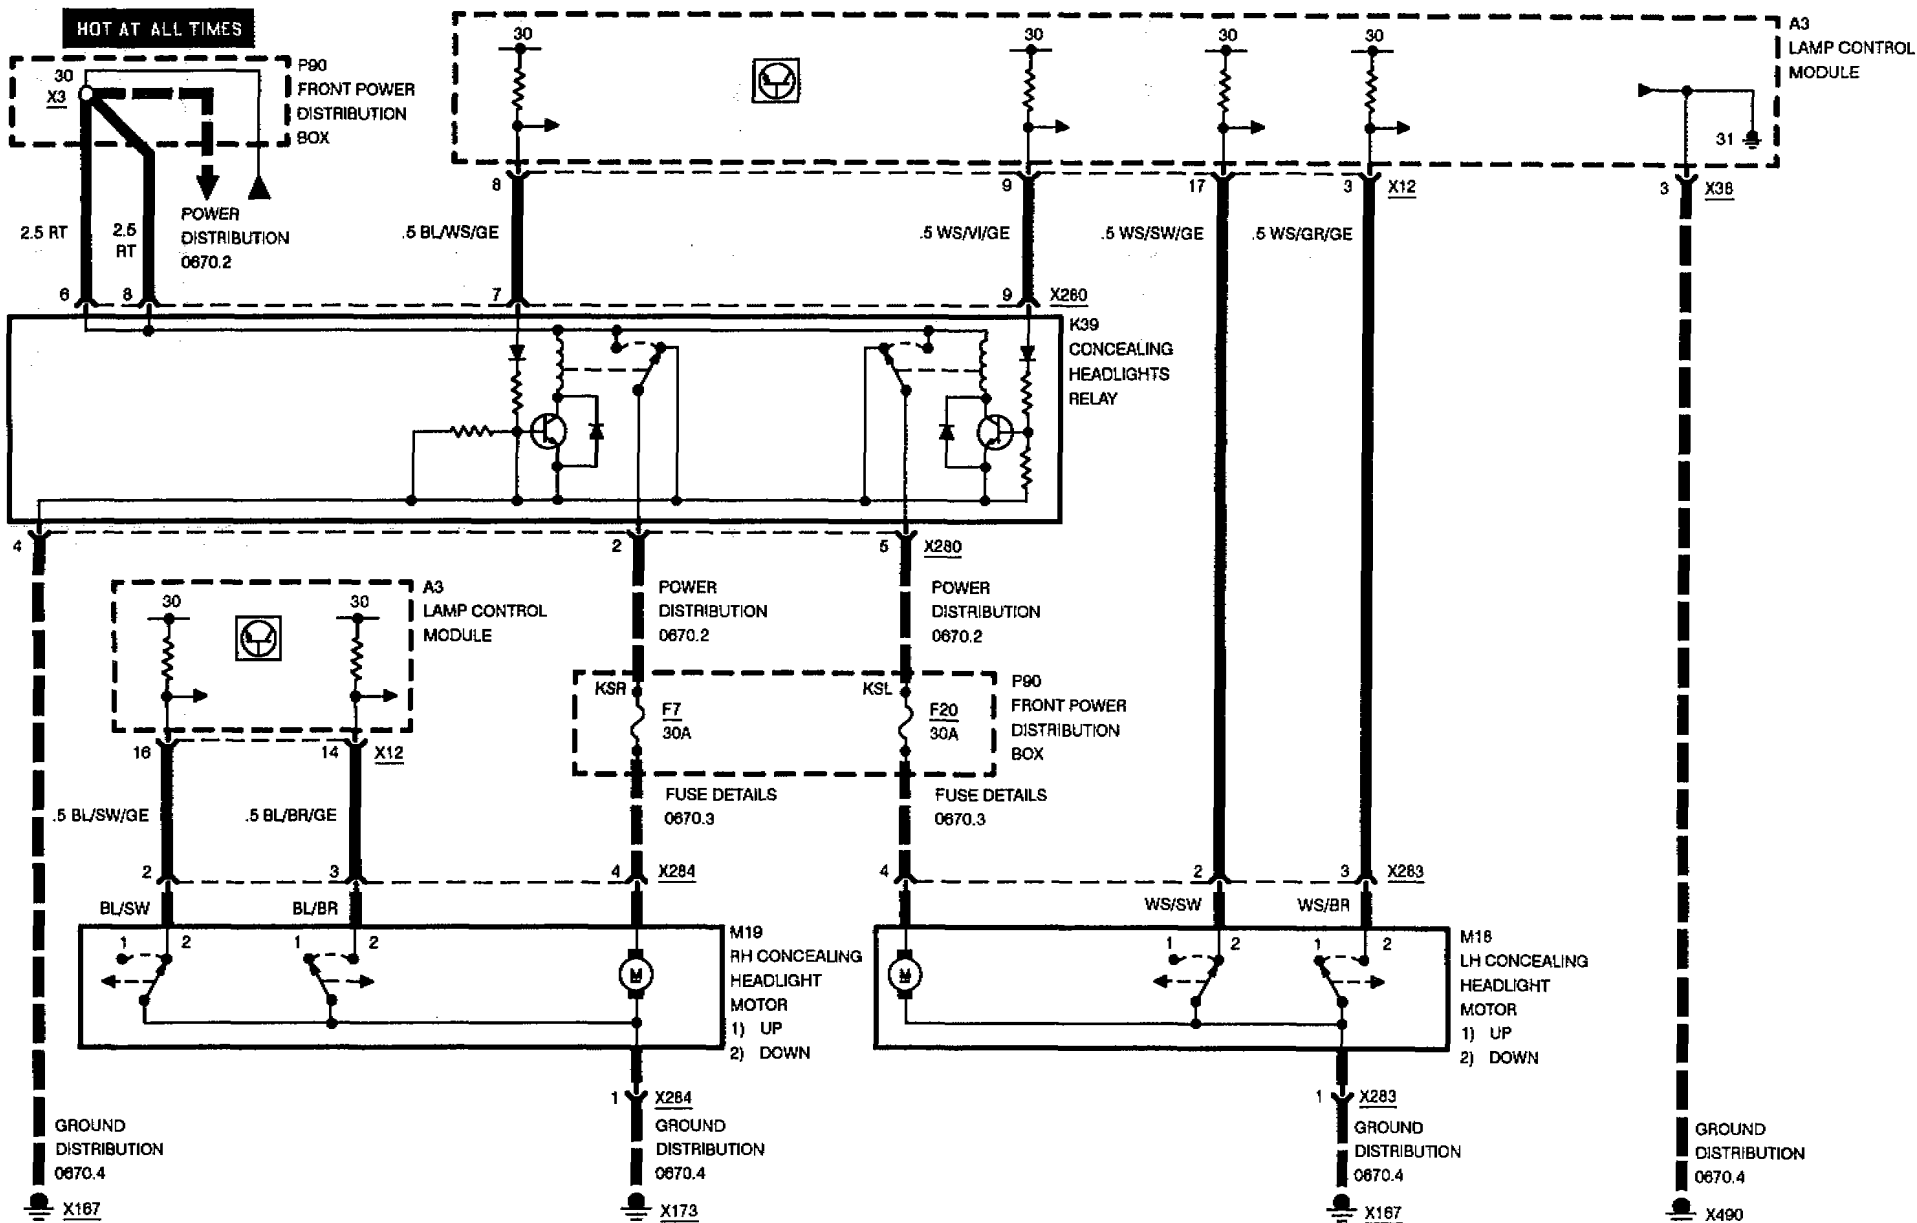 HOT AT ALL TIMES
30
X3
P90
FRONT POWER
DISTRIBUTION
BOX
30
30
30
30
A3
LAMP CONTROL
MODULE
31
2.5 RT
2.5
RT
POWER
DISTRIBUTION
0670.2
8
9
17
3
X12
3
X38
.5 BL/WS/GE
.5 WS/VI/GE
.5 WS/SW/GE
.5 WS/GR/GE
6
8
7
9
X280
K39
CONCEALING
HEADLIGHTS
RELAY
4
2
5
X280
30
30
A3
LAMP CONTROL
MODULE
POWER
DISTRIBUTION
0670.2
POWER
DISTRIBUTION
0670.2
KSR
F7
30A
KSL
F20
30A
P90
FRONT POWER
DISTRIBUTION
BOX
16
14
X12
FUSE DETAILS
0670.3
FUSE DETAILS
0670.3
.5 BL/SW/GE
.5 BL/BR/GE
2
3
4
X284
4
2
3
X283
BL/SW
BL/BR
WS/SW
WS/BR
1
2
1
2
M
M19
RH CONCEALING
HEADLIGHT
MOTOR
1) UP
2) DOWN
M
1
2
1
2
M18
LH CONCEALING
HEADLIGHT
MOTOR
1) UP
2) DOWN
1
X284
1
X283
GROUND
DISTRIBUTION
0670.4
GROUND
DISTRIBUTION
0670.4
GROUND
DISTRIBUTION
0670.4
GROUND
DISTRIBUTION
0670.4
X167
X173
X167
X490